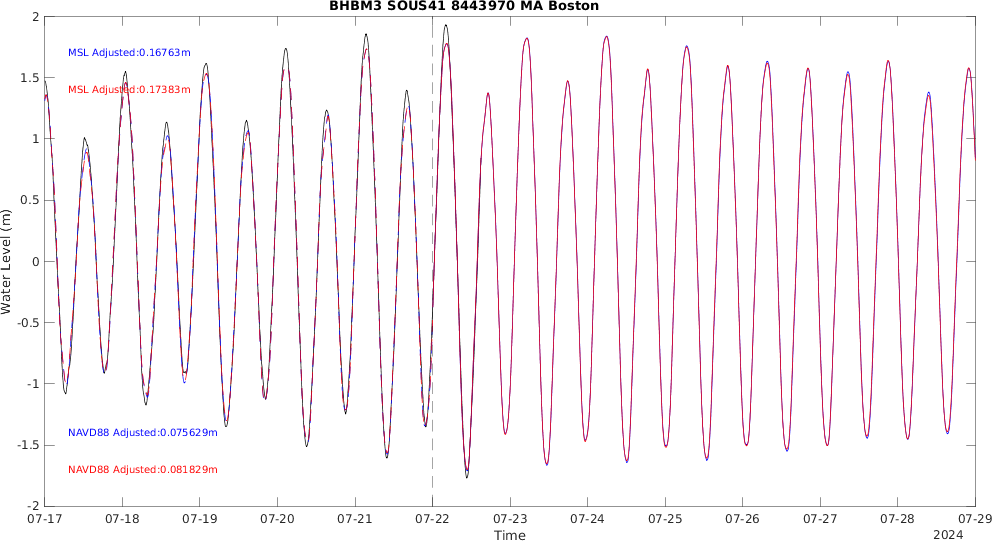 BHBM3 SOUS41 8443970 MA Boston
2
1.5
1
0.5
0
-0.5
-1
-1.5
-2
Water Level (m)
MSL Adjusted:0.16763m
MSL Adjusted:0.17383m
NAVD88 Adjusted:0.075629m
NAVD88 Adjusted:0.081829m
07-17 07-18 07-19 07-20 07-21 07-22 07-23 07-24 07-25 07-26 07-27 07-28 07-29
Time
2024